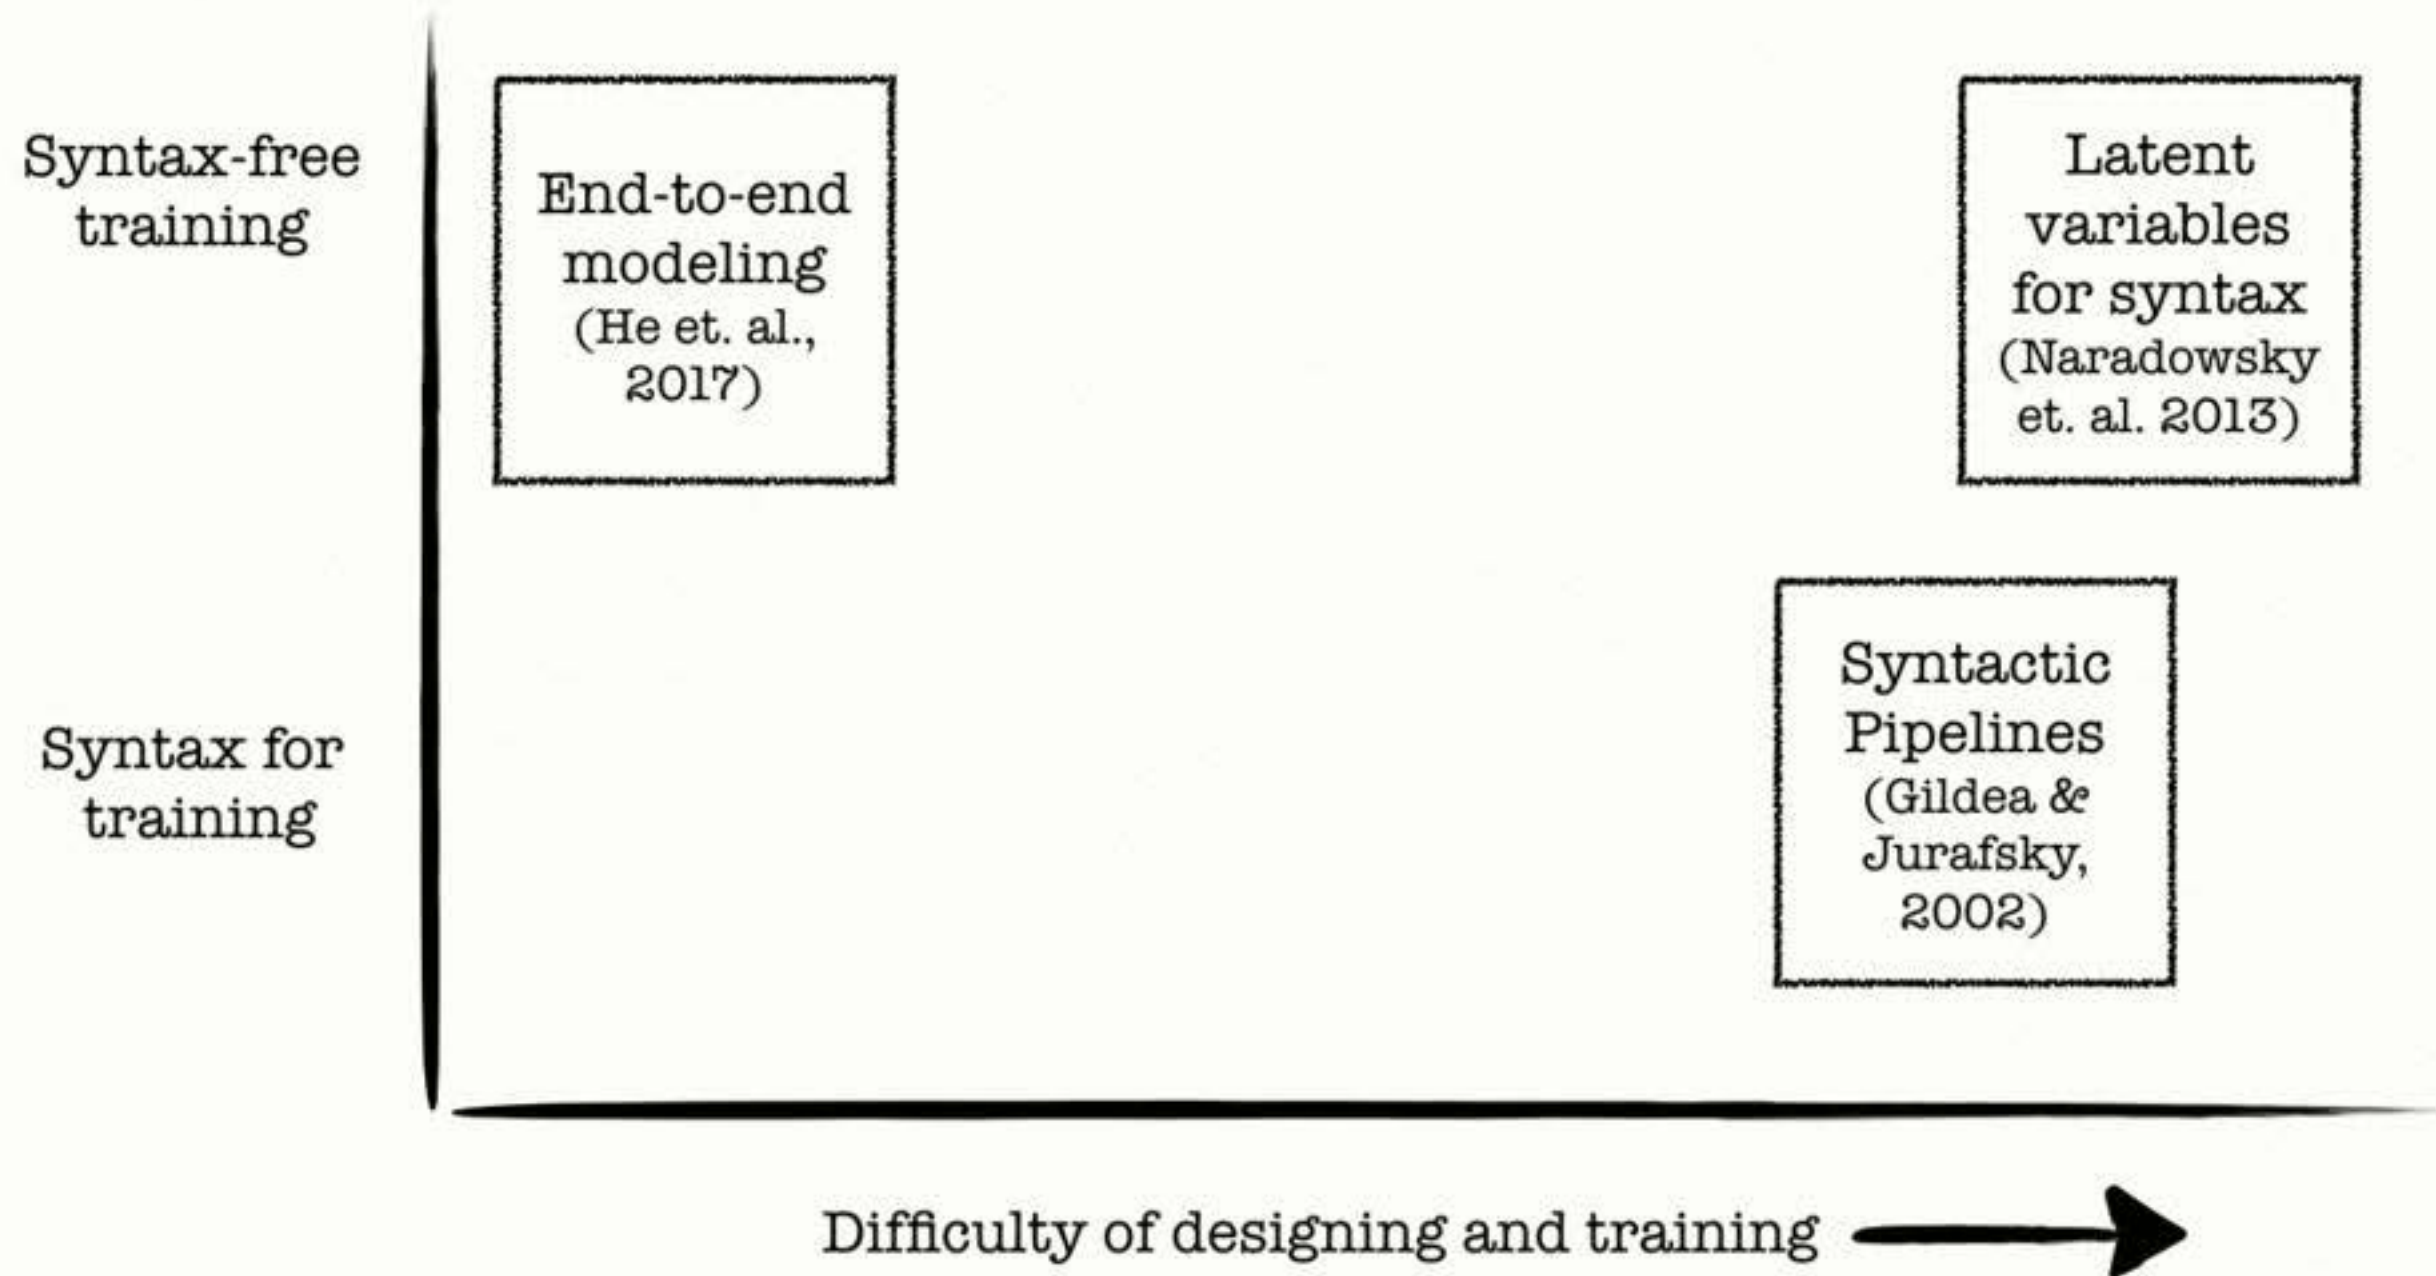 Syntax-free
training
End-to-end
modeling
(He et. al.,
2017)
Latent
variables
for syntax
(Naradowsky
et. al. 2013)
Syntax for
training
Syntactic
Pipelines
(Gildea &
Jurafsky,
2002)
Difficulty of designing and training